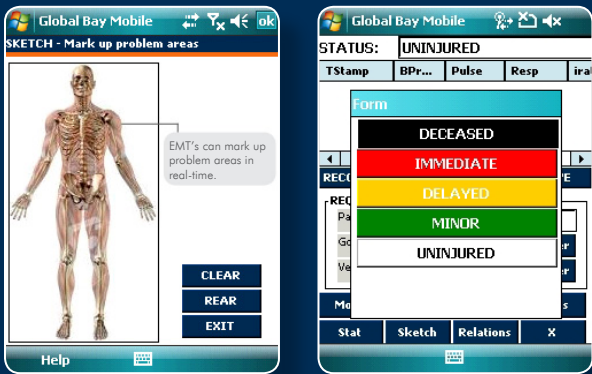 Global Bay Mobile
ok
SKETCH - Mark up problem areas
EMT's can mark up
problem areas in
real-time.
CLEAR
REAR
EXIT
Help
Global Bay Mobile
STATUS: UNINJURED
TStamp BPr... Pulse Resp
Form
DECEASED
IMMEDIATE
DELAYED
MINOR
UNINJURED
Stat Sketch Relations X